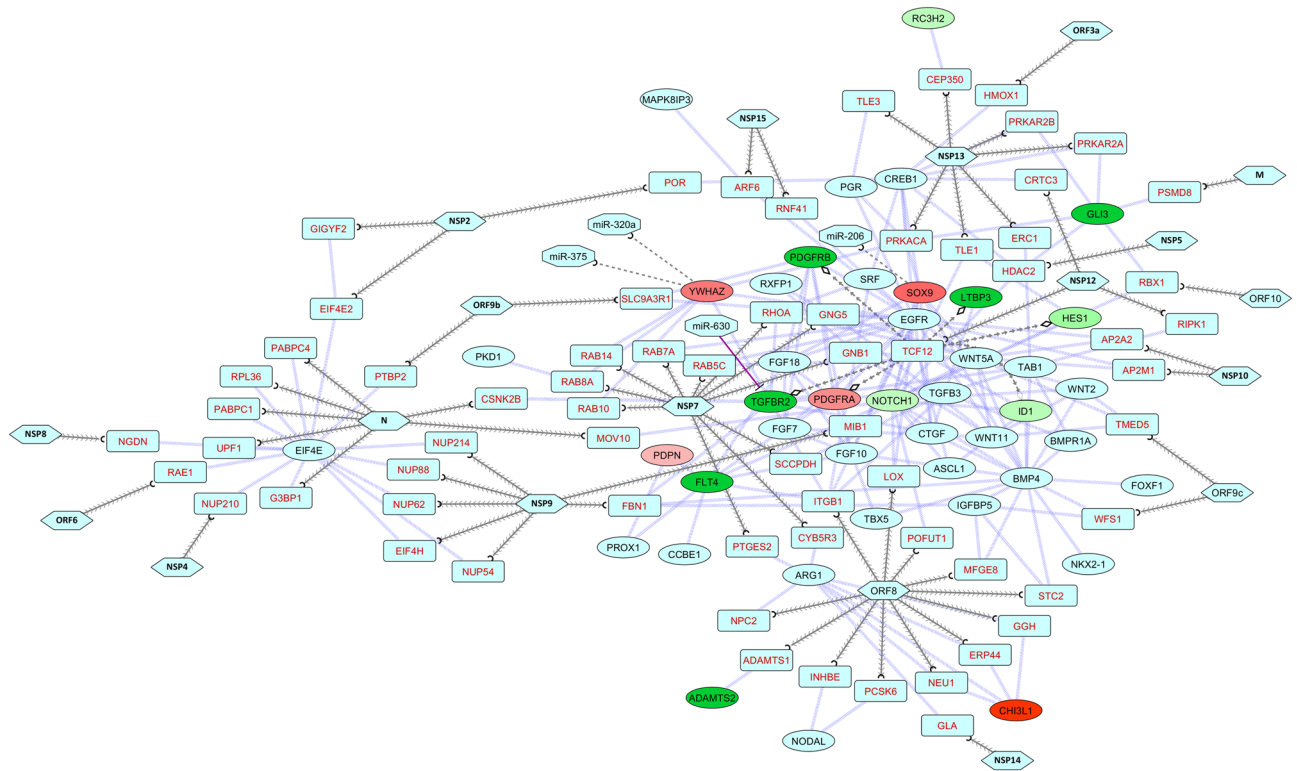 RC3H2
ORF3a
CEP350
HMOX1
MAPK8IP3
TLE3
NSP15
PRKAR2B
PRKAR2A
NSP13
M
POR
ARF6
PGR
CREB1
CRTC3
PSMD8
RNF41
GLI3
NSP2
GIGYF2
miR-320a
miR-206
PRKACA
TLE1
ERC1
NSP5
miR-375
PDGFRB
HDAC2
NSP12
SRF
RXFP1
YWHAZ
SOX9
LTBP3
RBX1
ORF10
SLC9A3R1
ORF9b
EIF4E2
RHOA
GNG5
EGFR
HES1
RIPK1
miR-630
PABPC4
AP2A2
PKD1
RAB14
RAB7A
GNB1
TCF12
WNT5A
RAB5C
FGF18
TAB1
RPL36
PTBP2
AP2M1
NSP10
RAB8A
WNT2
CSNK2B
TGFB3
PABPC1
RAB10
NSP7
TGFBR2
PDGFRA
NOTCH1
ID1
N
TMED5
NSP8
NGDN
UPF1
MOV10
FGF7
MIB1
CTGF
WNT11
BMPR1A
EIF4E
NUP214
PDPN
FGF10
RAE1
NUP88
SCCPDH
ASCL1
LOX
BMP4
FLT4
FOXF1
ORF9c
G3BP1
NUP210
NUP62
NSP9
FBN1
ITGB1
IGFBP5
TBX5
WFS1
ORF6
POFUT1
CYB5R3
EIF4H
PROX1
CCBE1
PTGES2
NSP4
NUP54
ARG1
MFGE8
NKX2-1
ORF8
STC2
NPC2
GGH
ADAMTS1
ERP44
INHBE
NEU1
PCSK6
ADAMTS2
CHI3L1
GLA
NODAL
NSP14